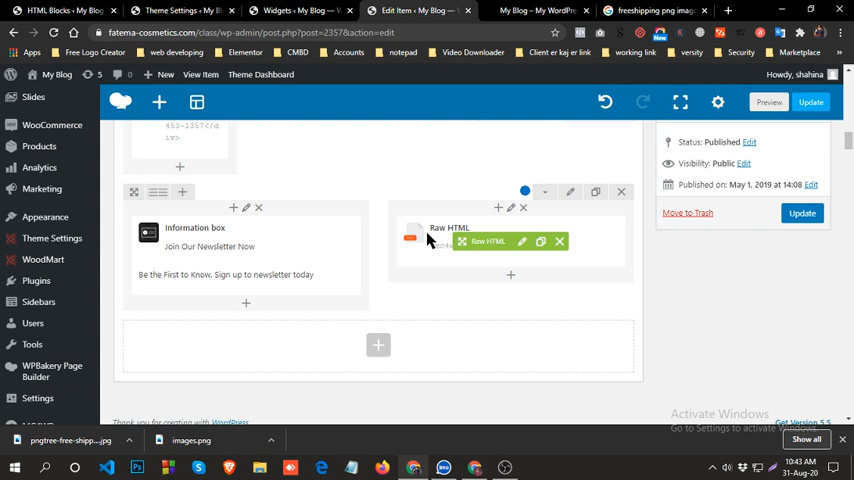 HTML Blocks ‹ My Blog
Theme Settings ‹ My B
Widgets ‹ My Blog —
Edit Item ‹ My Blog —
My Blog – My WordPre
freeshipping png imag
fatema-cosmetics.com/class/wp-admin/post.php?post=2357&action=edit
Apps
Free Logo Creator
web developing
Elementor
CMBD
Accounts
notepad
Video Downloader
Client er kaj er link
working link
versity
Security
Marketplace
»
My Blog
5
0
New
View Item
Theme Dashboard
Howdy, shahina
Slides
WooCommerce
Products
Analytics
Marketing
Appearance
Theme Settings
WoodMart
Plugins
Sidebars
Users
Tools
WPBakery Page
Builder
Settings
Preview
Update
453-1357</d
iv>
Status: Published Edit
Visibility: Public Edit
Published on: May 1, 2019 at 14:08 Edit
Move to Trash
Update
Information box
Join Our Newsletter Now
Be the First to Know. Sign up to newsletter today
Raw HTML
Raw HTML
Thank you for creating with WordPress
Get Version 5.5
Activate Windows
Go to Settings to activate Windows.
pngtree-free-shipp....jpg
images.png
Show all
10:43 AM
31-Aug-20